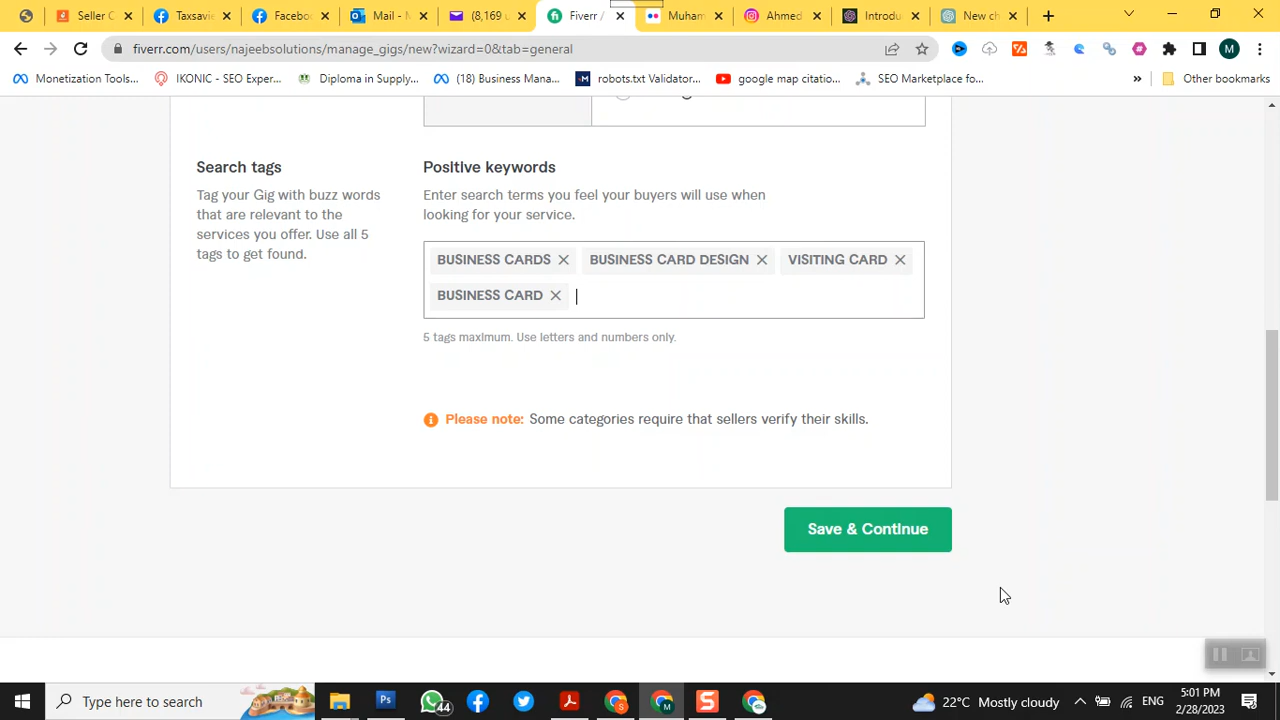 Seller C
Taxsavie
Facebo
Mail - M
(8,169 u
Fiverr /
Muham
Ahmed
Introdu
New ch
fiverr.com/users/najeebsolutions/manage_gigs/new?wizard=0&tab=general
M
Monetization Tools...
IKONIC - SEO Exper...
Diploma in Supply...
(18) Business Mana...
robots.txt Validator...
google map citatio...
SEO Marketplace fo...
»
Other bookmarks
Search tags
Tag your Gig with buzz words
that are relevant to the
services you offer. Use all 5
tags to get found.
Positive keywords
Enter search terms you feel your buyers will use when
looking for your service.
BUSINESS CARDS
BUSINESS CARD DESIGN
VISITING CARD
BUSINESS CARD
5 tags maximum. Use letters and numbers only.
Please note: Some categories require that sellers verify their skills.
Save & Continue
Type here to search
Ps
44
M
S
22°C Mostly cloudy
ENG
5:01 PM
2/28/2023